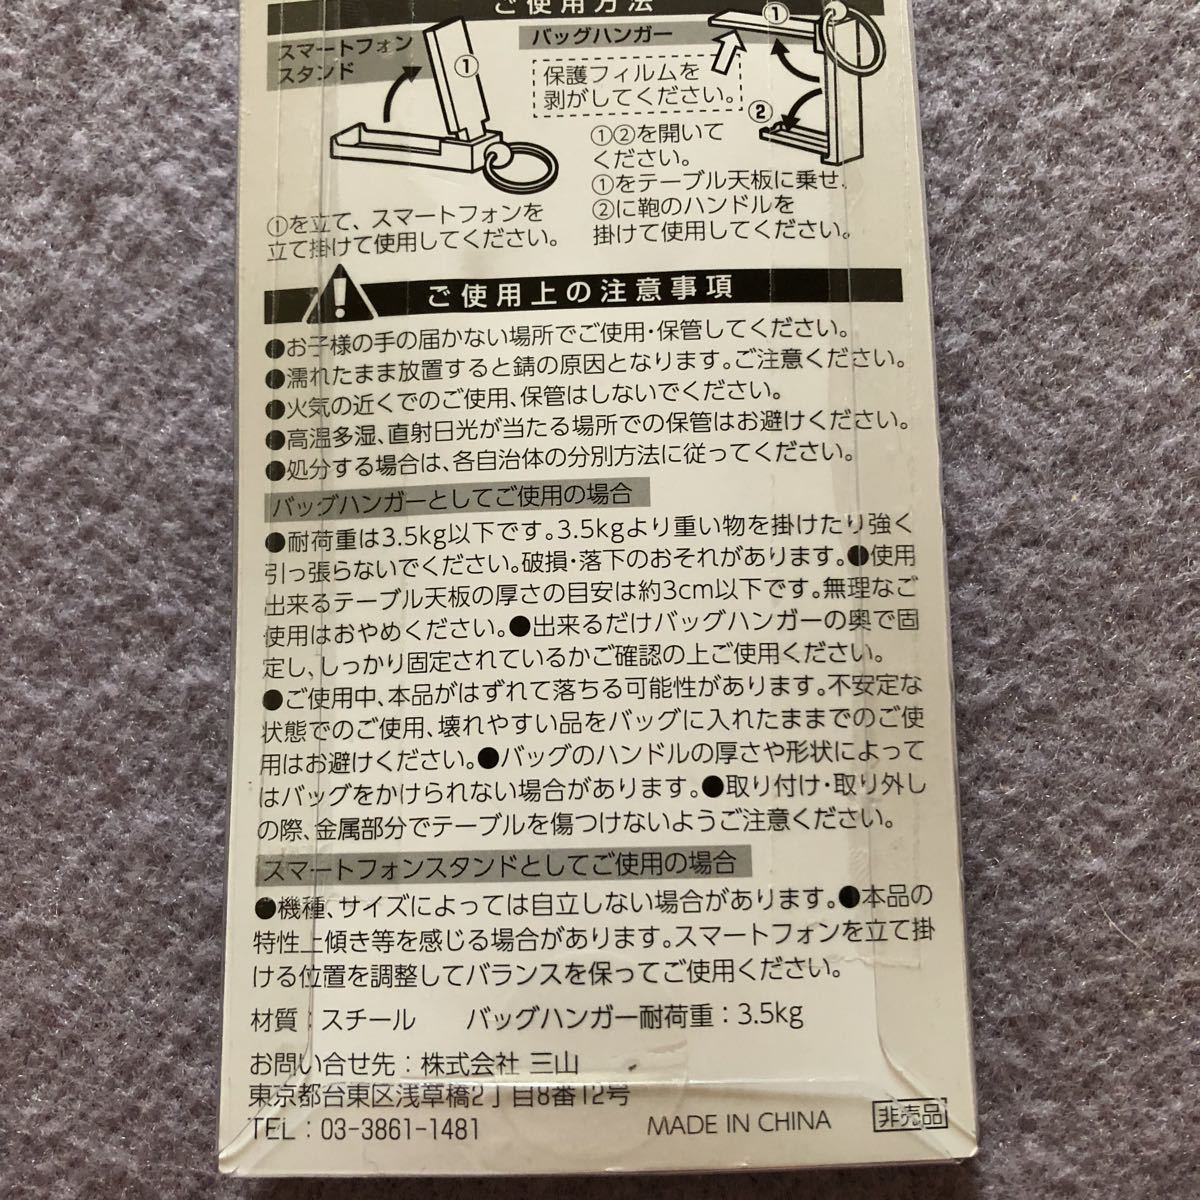 ご使用方法
スマートフォン
スタンド
①
バッグハンガー
保護フィルムを
剥がしてください。
①
②
①②を開いて
ください。
①をテーブル天板に乗せ、
②に鞄のハンドルを
掛けて使用してください。
①を立て、スマートフォンを
立て掛けて使用してください。
ご使用上の注意事項
●お子様の手の届かない場所でご使用・保管してください。
●濡れたまま放置すると錆の原因となります。ご注意ください。
●火気の近くでのご使用、保管はしないでください。
●高温多湿、直射日光が当たる場所での保管はお避けください。
●処分する場合は、各自治体の分別方法に従ってください。
バッグハンガーとしてご使用の場合
●耐荷重は3.5kg以下です。3.5kgより重い物を掛けたり強く
引っ張らないでください。破損・落下のおそれがあります。●使用
出来るテーブル天板の厚さの目安は約3cm以下です。無理なご
使用はおやめください。●出来るだけバッグハンガーの奥で固
定し、しっかり固定されているかご確認の上ご使用ください。
●ご使用中、本品がはずれて落ちる可能性があります。不安定な
状態でのご使用、壊れやすい品をバッグに入れたままでのご使
用はお避けください。●バッグのハンドルの厚さや形状によって
はバッグをかけられない場合があります。●取り付け・取り外し
の際、金属部分でテーブルを傷つけないようご注意ください。
スマートフォンスタンドとしてご使用の場合
●機種、サイズによっては自立しない場合があります。●本品の
特性上傾き等を感じる場合があります。スマートフォンを立て掛
ける位置を調整してバランスを保ってご使用ください。
材質：スチール　バッグハンガー耐荷重：3.5kg
お問い合せ先：株式会社 三山
東京都台東区浅草橋2丁目8番12号
TEL：03-3861-1481
MADE IN CHINA
非売品